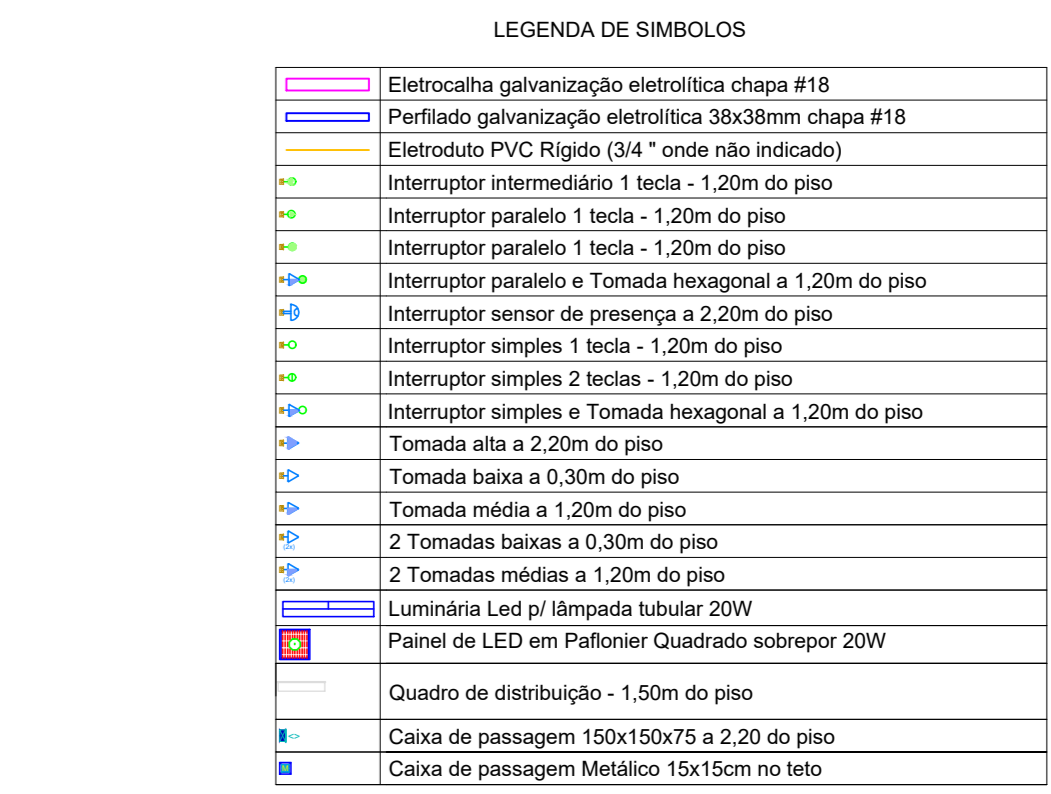 LEGENDA DE SIMBOLOS
Eletrocalha galvanização eletrolítica chapa #18
Perfilado galvanização eletrolítica 38x38mm chapa #18
Eletroduto PVC Rígido (3/4 " onde não indicado)
Interruptor intermediário 1 tecla - 1,20m do piso
Interruptor paralelo 1 tecla - 1,20m do piso
Interruptor paralelo 1 tecla - 1,20m do piso
Interruptor paralelo e Tomada hexagonal a 1,20m do piso
Interruptor sensor de presença a 2,20m do piso
Interruptor simples 1 tecla - 1,20m do piso
Interruptor simples 2 teclas - 1,20m do piso
Interruptor simples e Tomada hexagonal a 1,20m do piso
Tomada alta a 2,20m do piso
Tomada baixa a 0,30m do piso
Tomada média a 1,20m do piso
(2x) 2 Tomadas baixas a 0,30m do piso
(2x) 2 Tomadas médias a 1,20m do piso
Luminária Led p/ lâmpada tubular 20W
Painel de LED em Paflonier Quadrado sobrepor 20W
Quadro de distribuição - 1,50m do piso
<> Caixa de passagem 150x150x75 a 2,20 do piso
M Caixa de passagem Metálico 15x15cm no teto